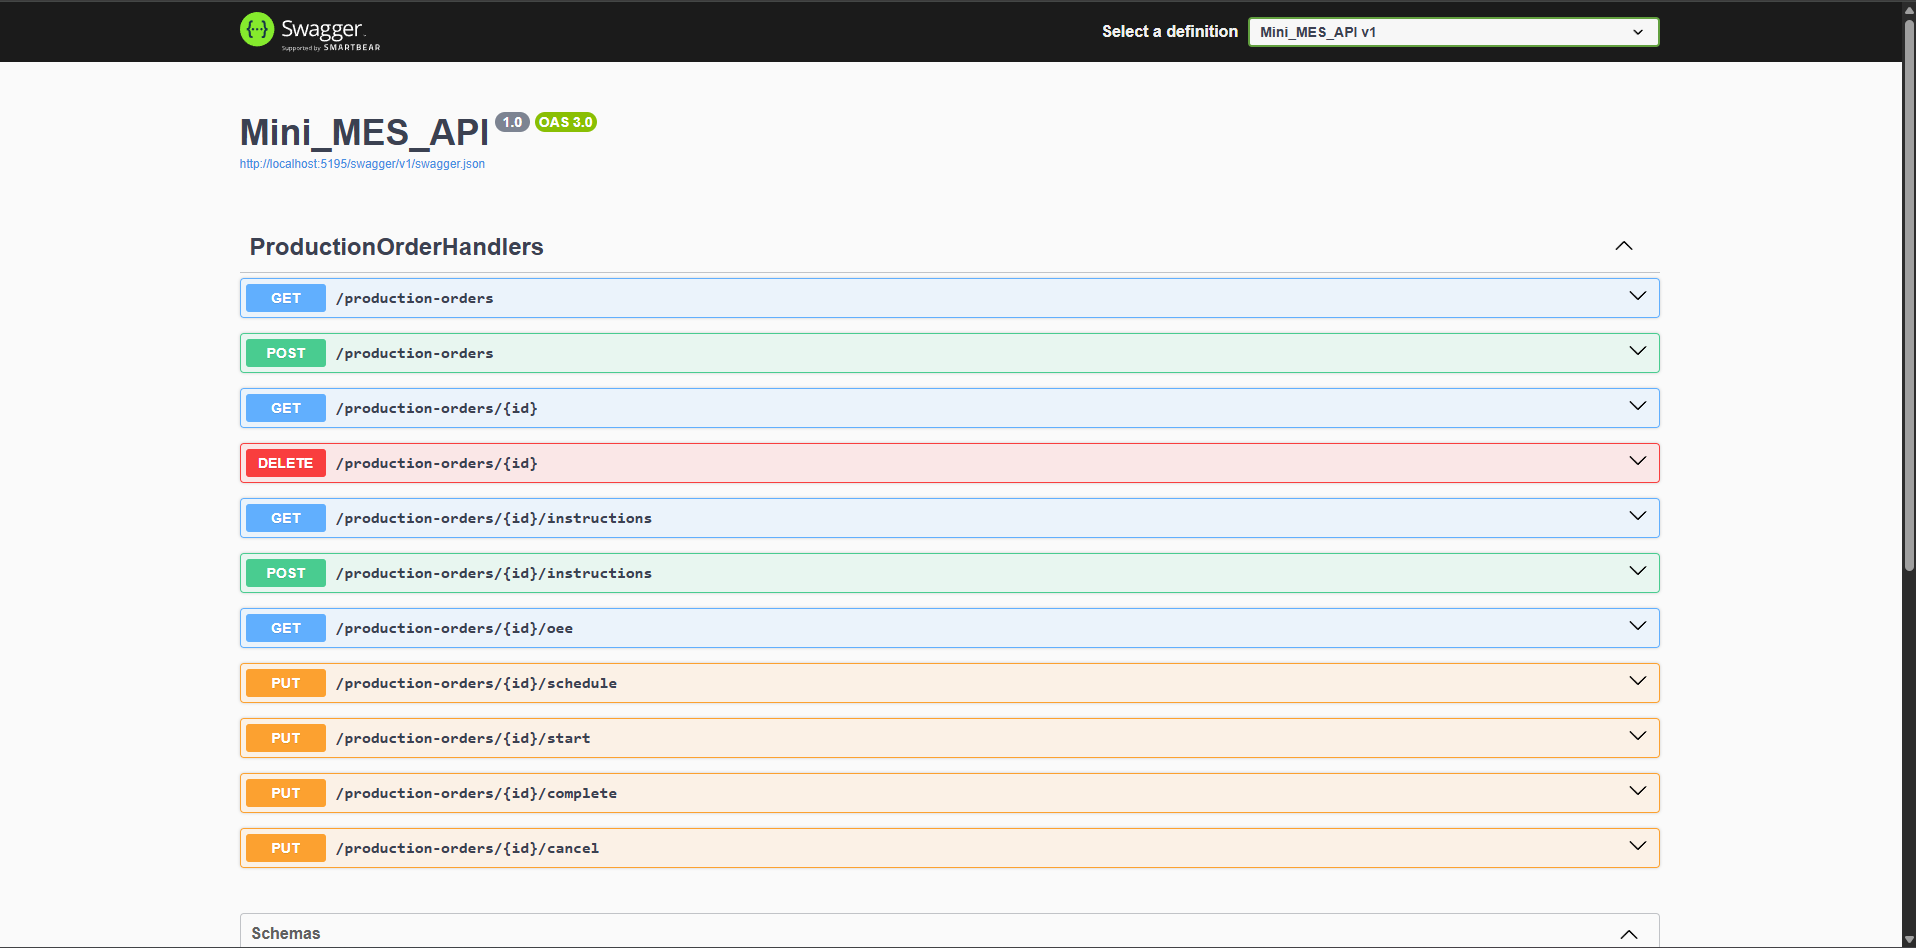 Swagger.
Supported by SMARTBEAR
Select a definition
Mini_MES_API v1
Mini_MES_API 1.0 OAS 3.0
http://localhost:5195/swagger/v1/swagger.json
ProductionOrderHandlers
GET /production-orders
POST /production-orders
GET /production-orders/{id}
DELETE /production-orders/{id}
GET /production-orders/{id}/instructions
POST /production-orders/{id}/instructions
GET /production-orders/{id}/oee
PUT /production-orders/{id}/schedule
PUT /production-orders/{id}/start
PUT /production-orders/{id}/complete
PUT /production-orders/{id}/cancel
Schemas